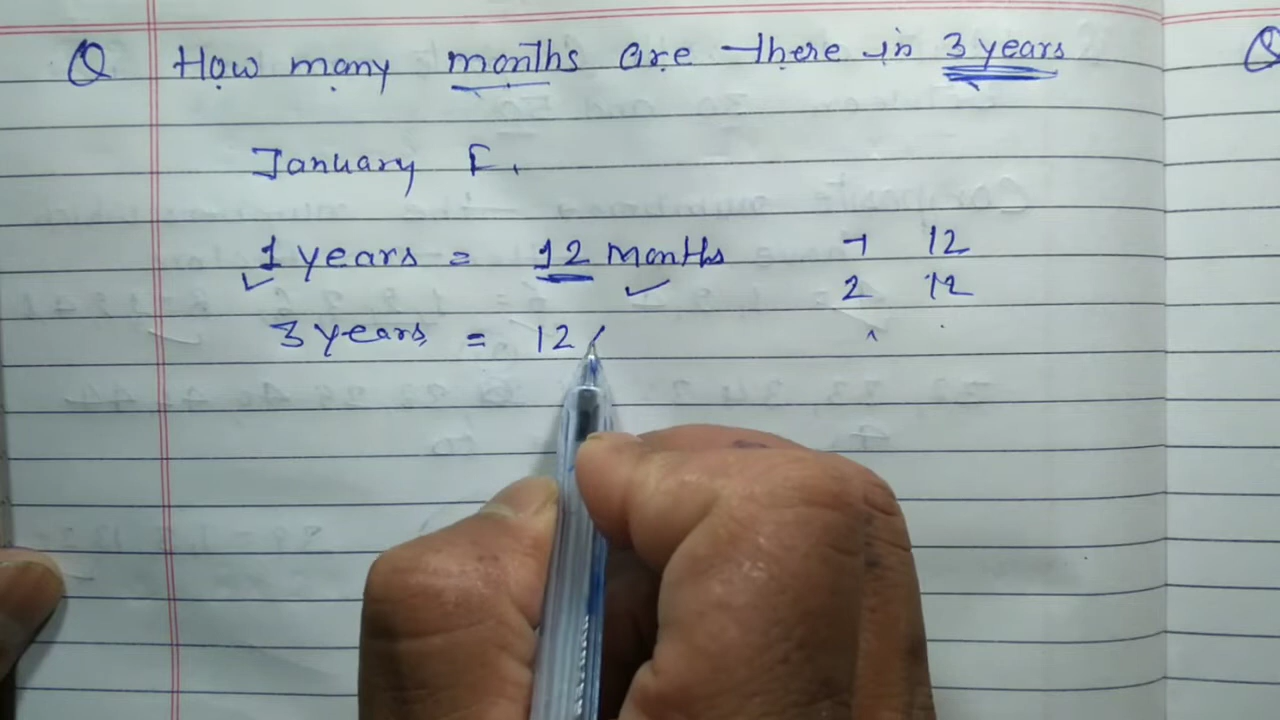 Q How many months are there in 3 years Q
January F.
1 years = 12 Months 1 12
2 12
3 years = 12